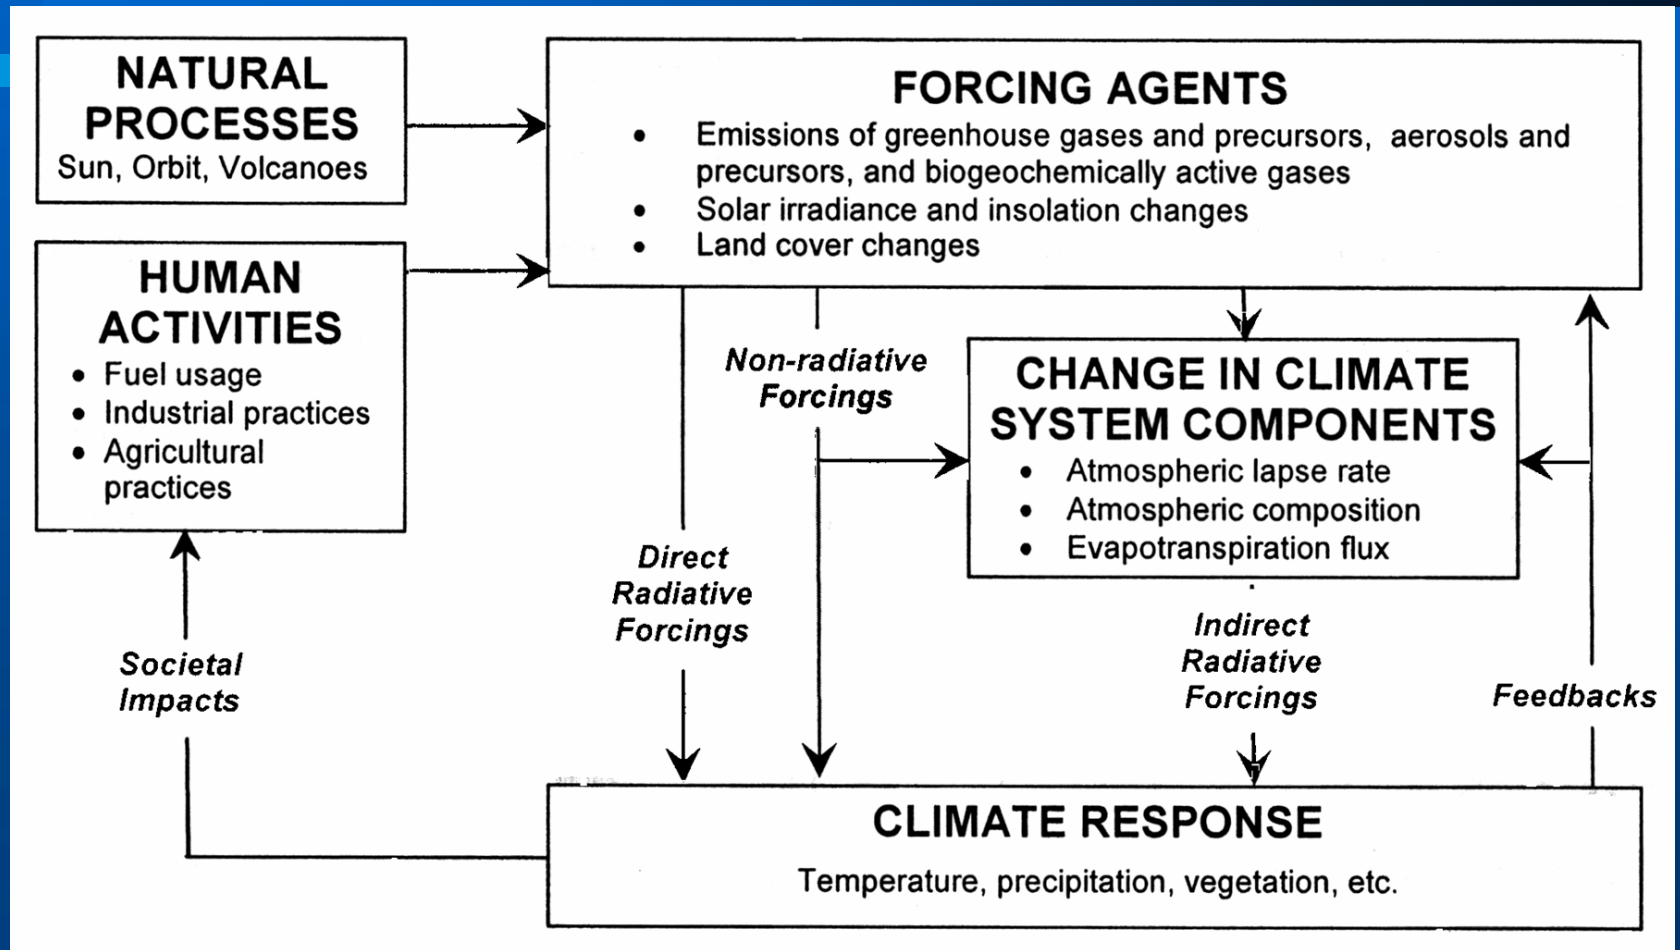 NATURAL
PROCESSES
Sun, Orbit, Volcanoes
FORCING AGENTS
• Emissions of greenhouse gases and precursors, aerosols and
precursors, and biogeochemically active gases
• Solar irradiance and insolation changes
• Land cover changes
HUMAN
ACTIVITIES
• Fuel usage
• Industrial practices
• Agricultural
practices
Non-radiative
Forcings
CHANGE IN CLIMATE
SYSTEM COMPONENTS
• Atmospheric lapse rate
• Atmospheric composition
• Evapotranspiration flux
Direct
Radiative
Forcings
Indirect
Radiative
Forcings
Feedbacks
Societal
Impacts
CLIMATE RESPONSE
Temperature, precipitation, vegetation, etc.